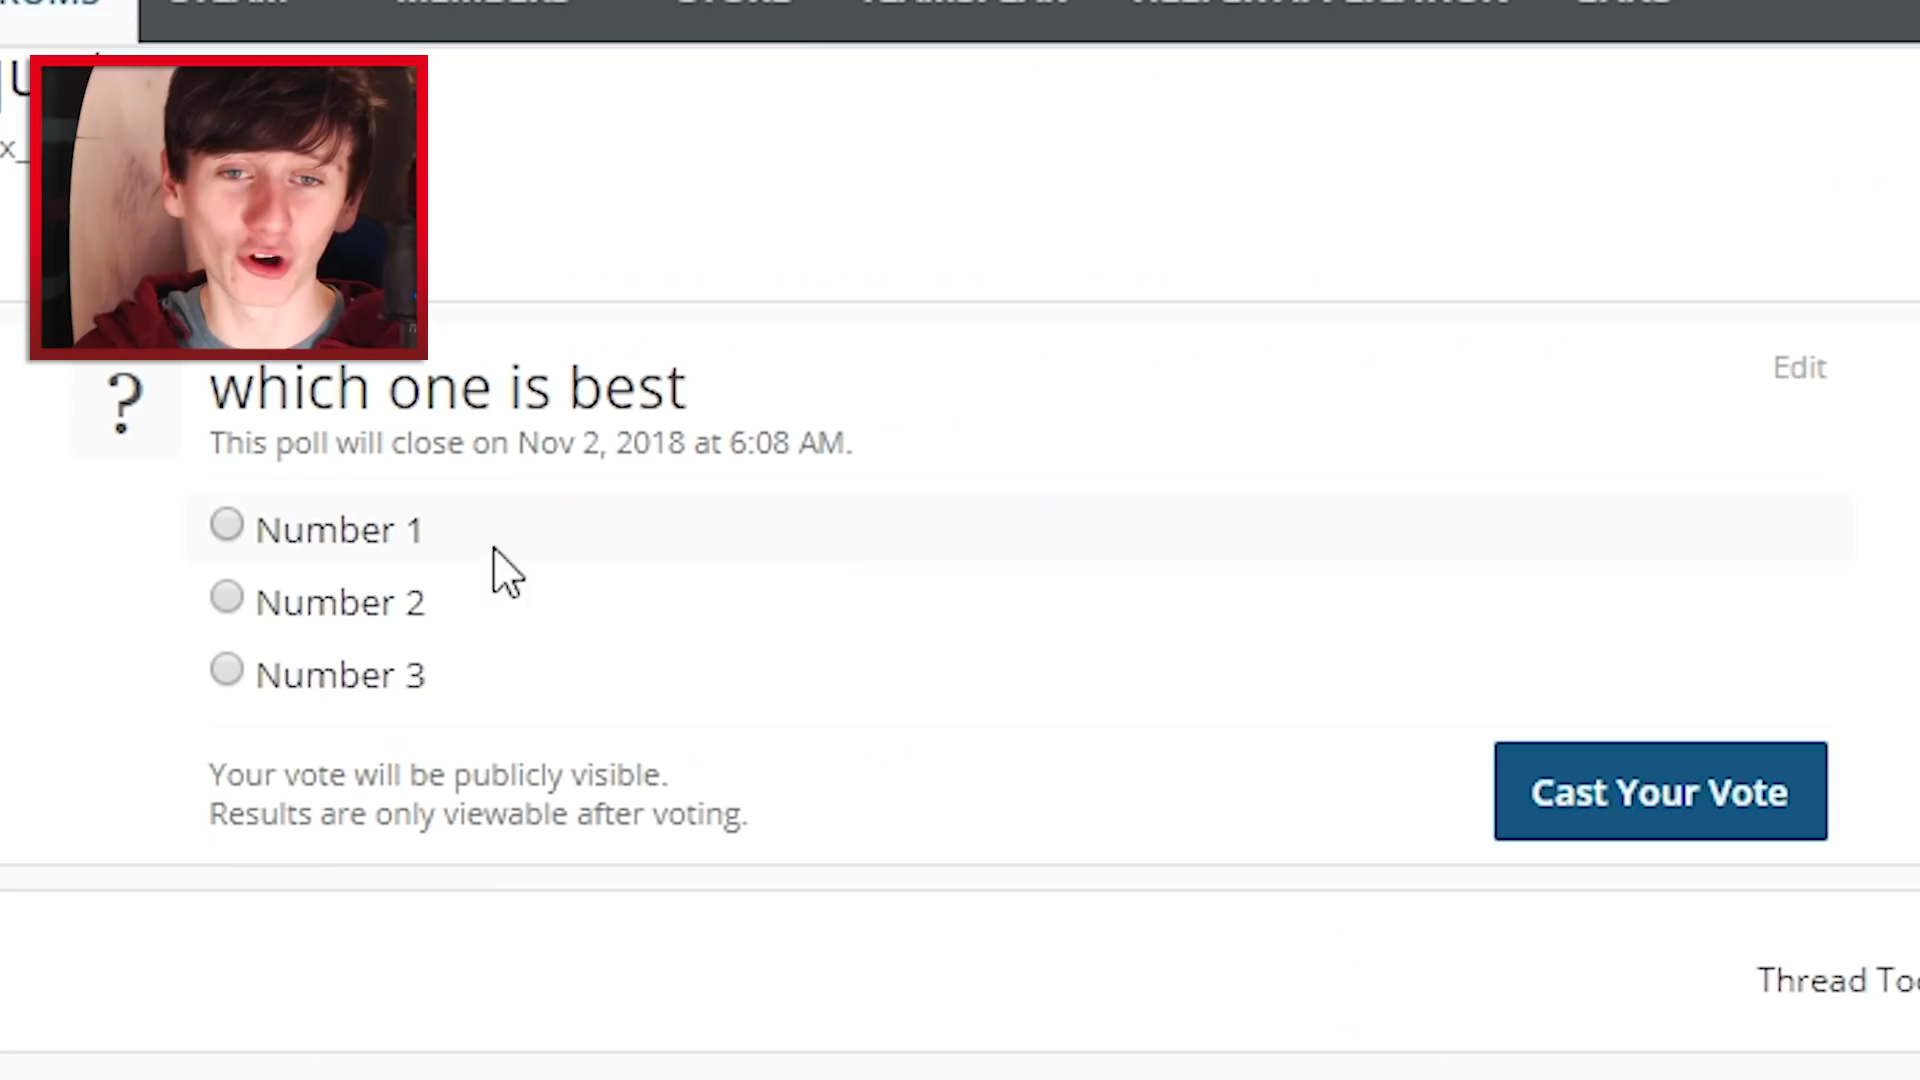 which one is best
Edit
?
This poll will close on Nov 2, 2018 at 6:08 AM.
Number 1
Number 2
Number 3
Your vote will be publicly visible.
Results are only viewable after voting.
Cast Your Vote
Thread